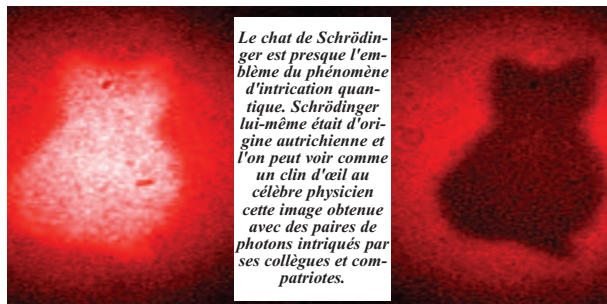 Le chat de Schrödin-
ger est presque l'em-
blème du phénomène
d'intrication quan-
tique. Schrödinger
lui-même était d'ori-
gine autrichienne et
l'on peut voir comme
un clin d'œil au
célèbre physicien
cette image obtenue
avec des paires de
photons intriqués par
ses collègues et com-
patriotes.